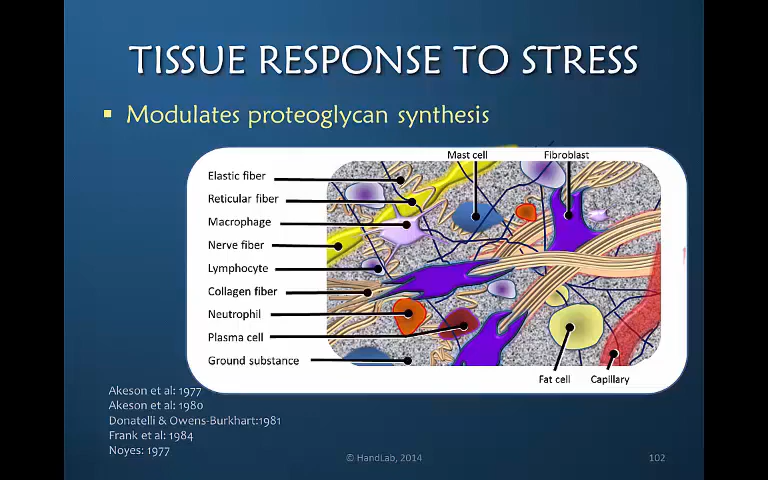 TISSUE RESPONSE TO STRESS
Modulates proteoglycan synthesis
Mast cell
Fibroblast
Elastic fiber
Reticular fiber
Macrophage
Nerve fiber
Lymphocyte
Collagen fiber
Neutrophil
Plasma cell
Ground substance
Fat cell
Capillary
Akeson et al: 1977
Akeson et al: 1980
Donatelli & Owens-Burkhart:1981
Frank et al: 1984
Noyes: 1977
© HandLab, 2014
102